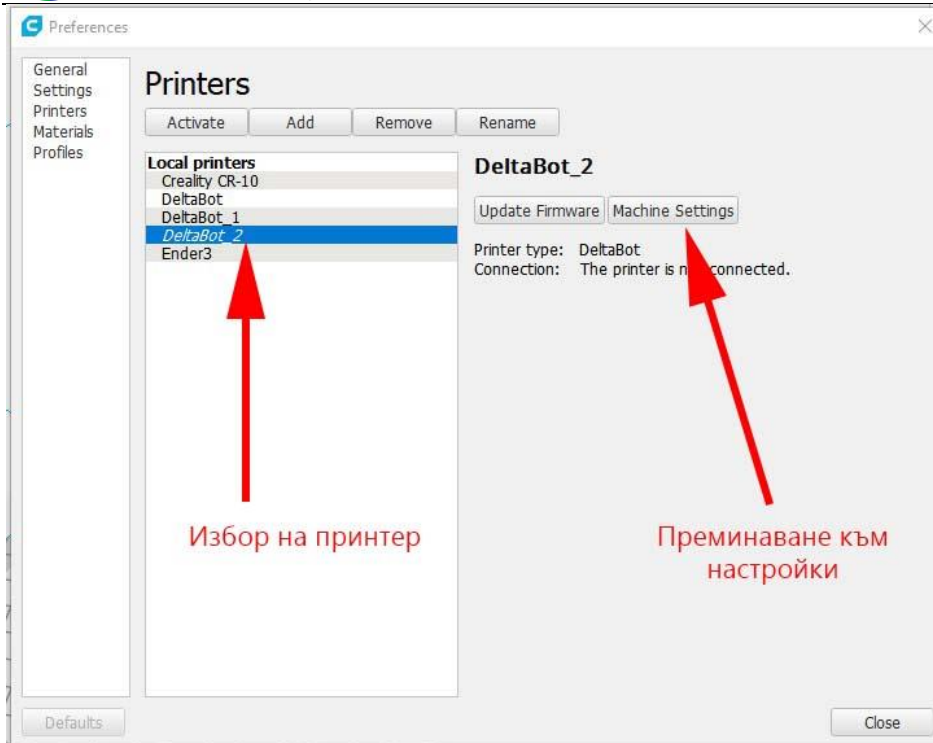 Preferences
General
Settings
Printers
Materials
Profiles
Printers
Activate Add Remove Rename
Local printers
Creality CR-10
DeltaBot
DeltaBot_1
DeltaBot_2
Ender3
DeltaBot_2
Update Firmware Machine Settings
Printer type: DeltaBot
Connection: The printer is connected.
Избор на принтер
Преминаване към
настройки
Defaults Close